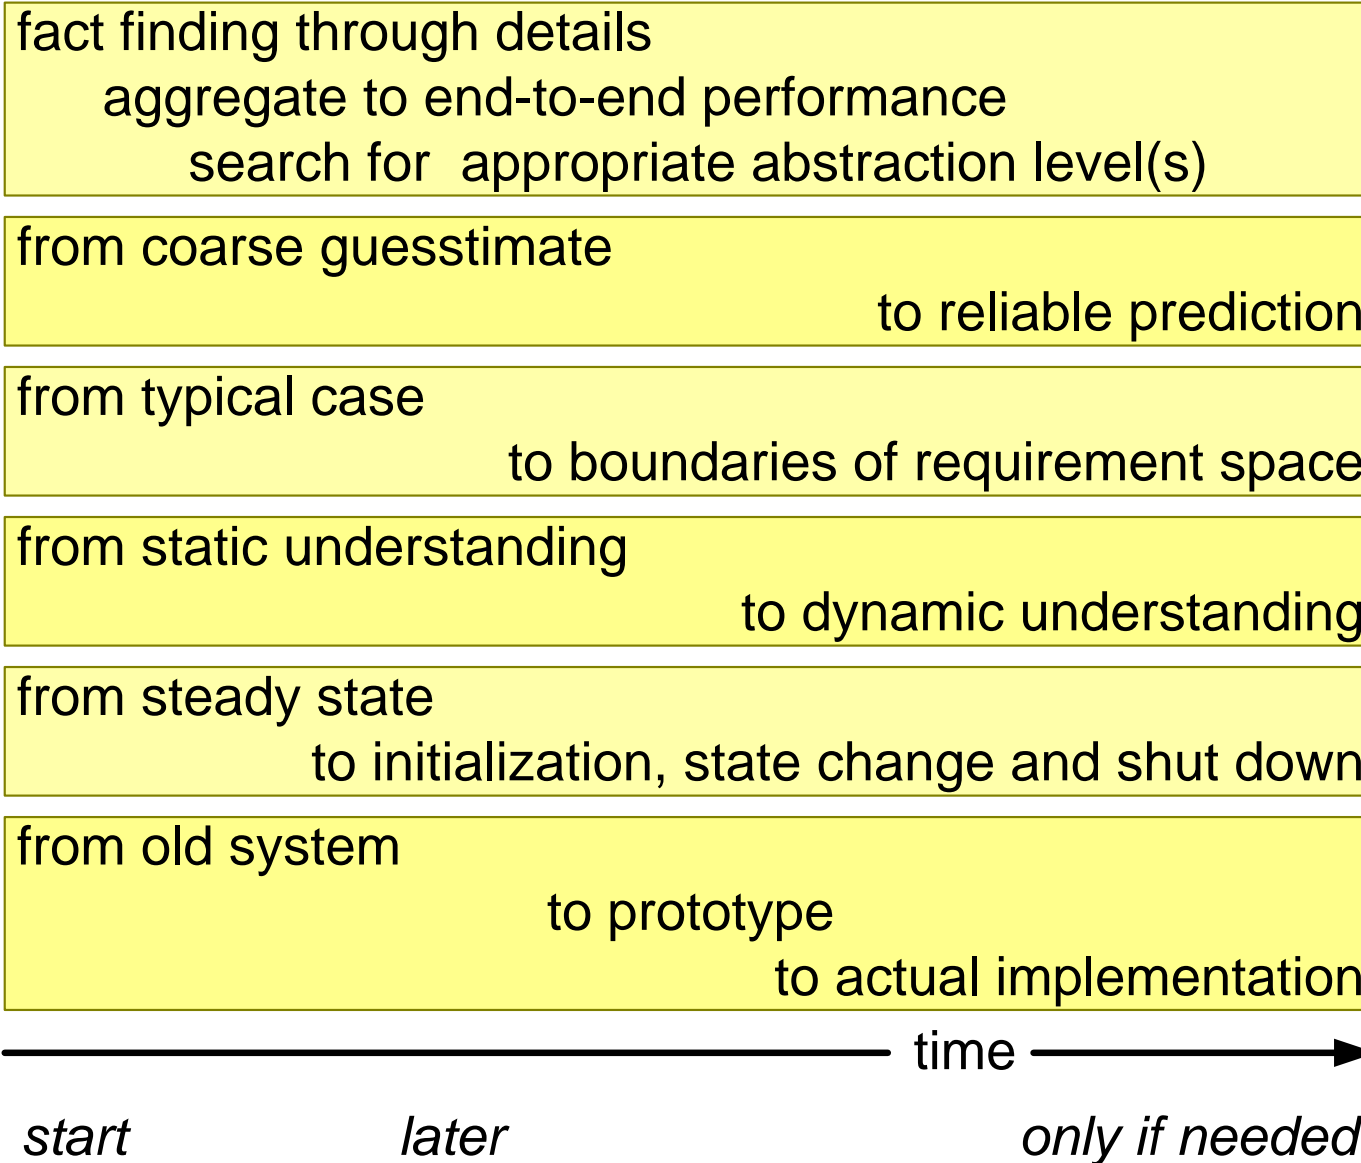 fact finding through details
aggregate to end-to-end performance
search for appropriate abstraction level(s)
from coarse guesstimate
to reliable prediction
from typical case
to boundaries of requirement space
from static understanding
to dynamic understanding
from steady state
to initialization, state change and shut down
from old system
to prototype
to actual implementation
time
start later only if needed